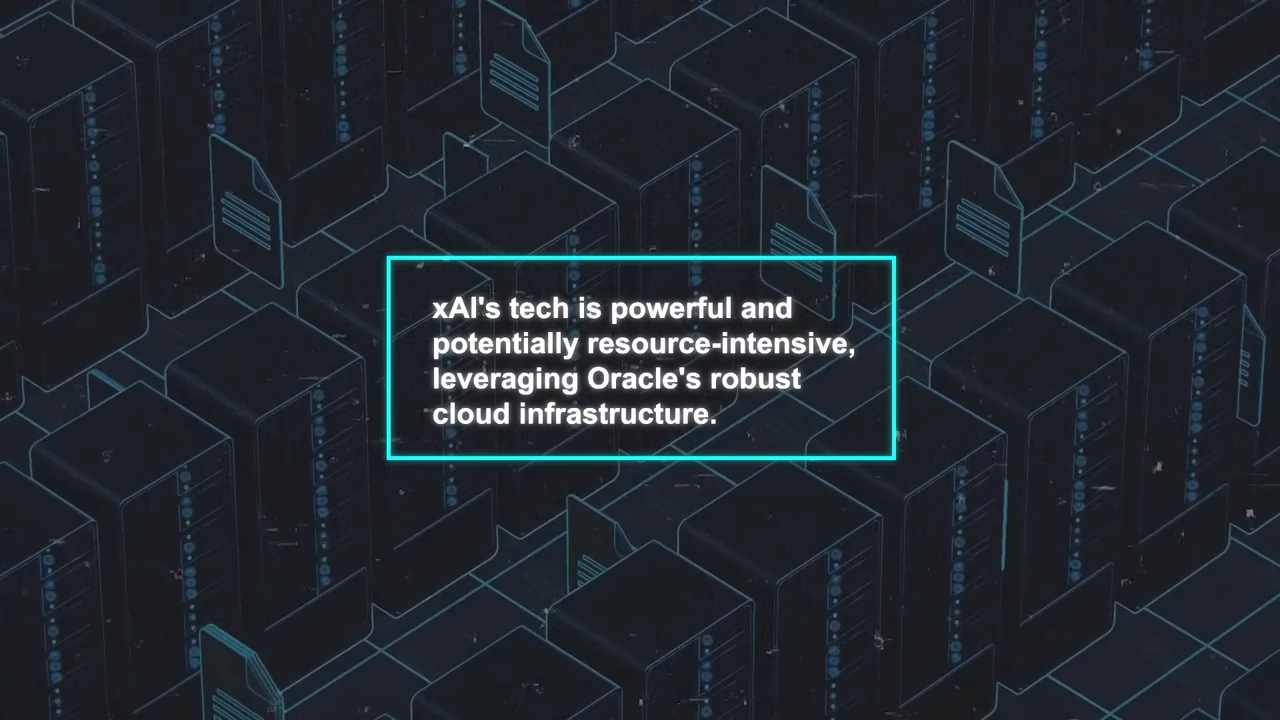 xAI's tech is powerful and
potentially resource-intensive,
leveraging Oracle's robust
cloud infrastructure.